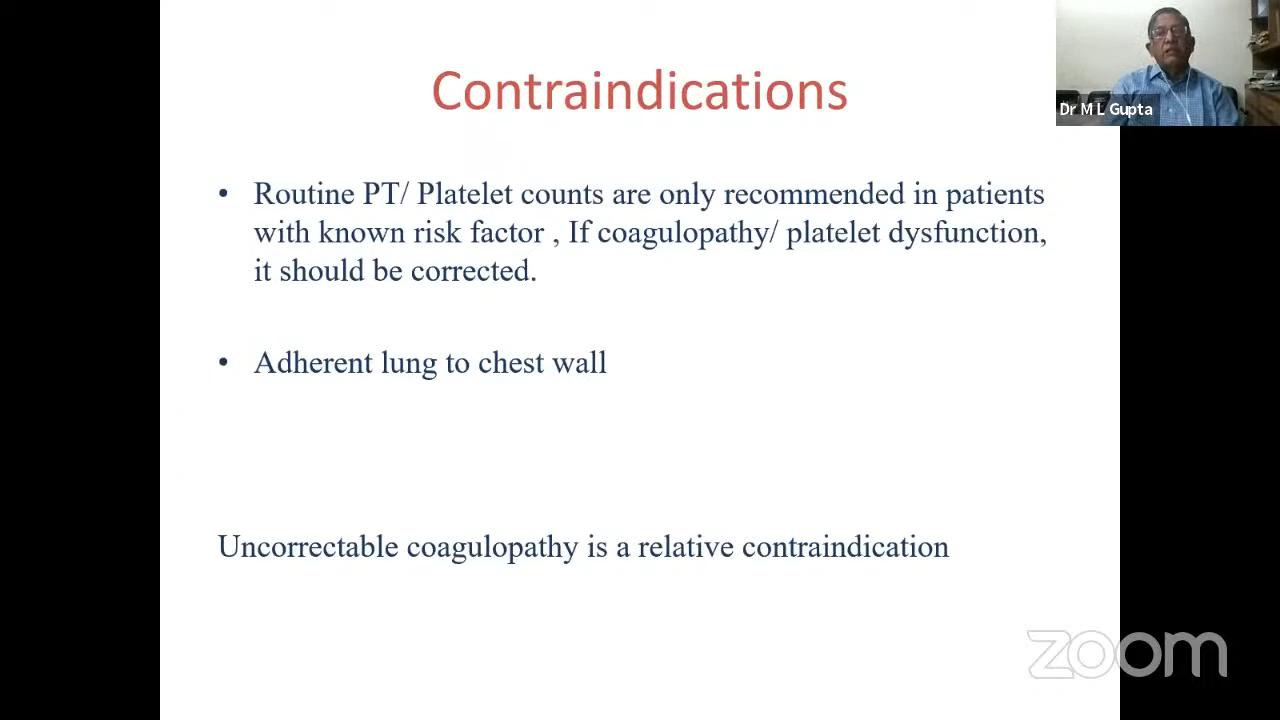 Contraindications
Dr M L Gupta
• Routine PT/ Platelet counts are only recommended in patients
with known risk factor , If coagulopathy/ platelet dysfunction,
it should be corrected.
• Adherent lung to chest wall
Uncorrectable coagulopathy is a relative contraindication
zoom